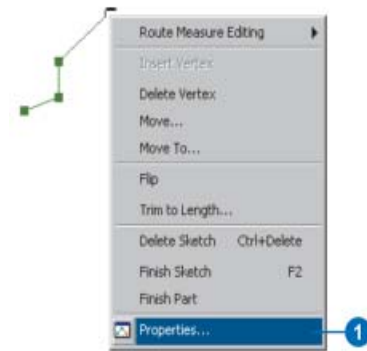 Route Measure Editing
Insert Vertex
Delete Vertex
Move...
Move To...
Flip
Trim to Length...
Delete Sketch Ctrl+Delete
Finish Sketch F2
Finish Part
Properties... 1